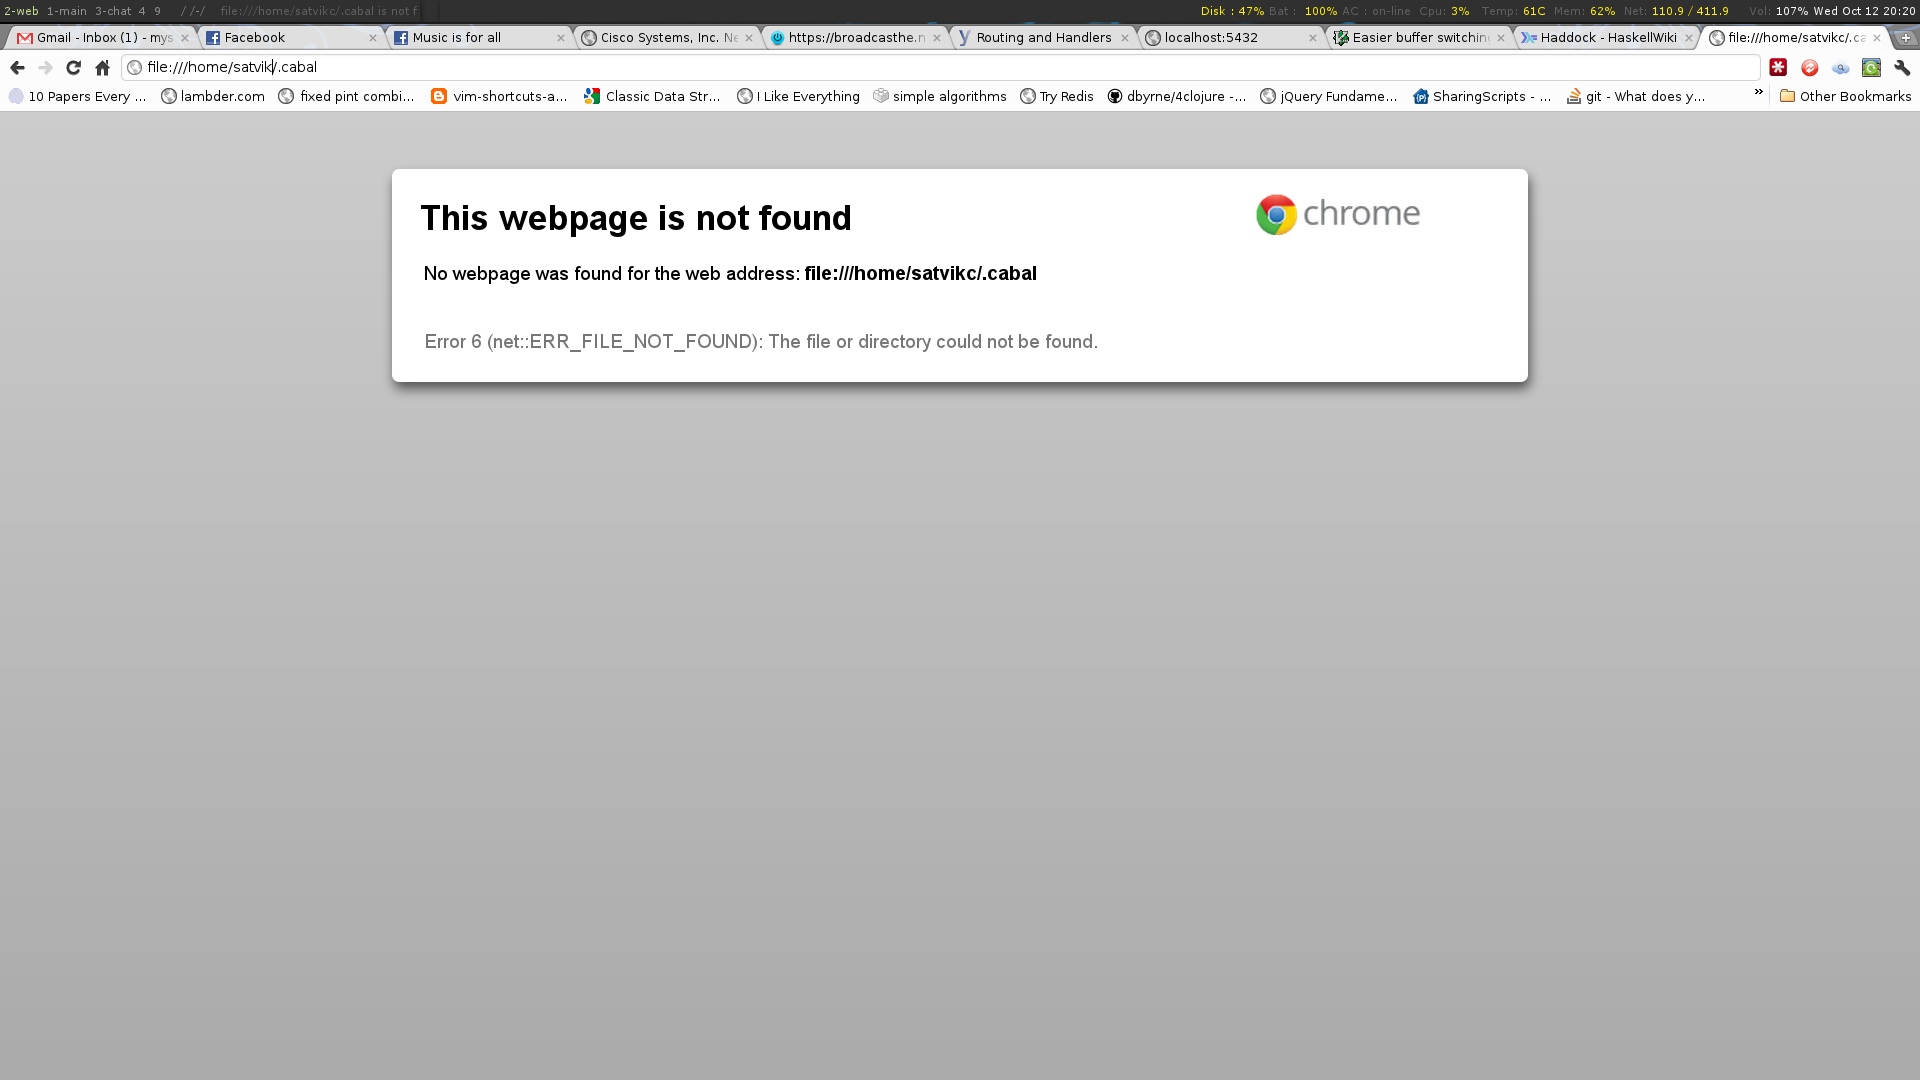 2-web 1-main 3-chat 4 9 //-/ file:///home/satvikc/.cabal is not f
Disk : 47% Bat : 100% AC : on-line Cpu: 3% Temp: 61C Mem: 62% Net: 110.9 / 411.9 Vol: 107% Wed Oct 12 20:20
Gmail - Inbox (1) - mys Facebook Music is for all Cisco Systems, Inc. Ne https://broadcasthe.n Routing and Handlers localhost:5432 Easier buffer switchin Haddock - HaskellWiki file:///home/satvikc/.ca
file:///home/satvik/.cabal
10 Papers Every ... lambder.com fixed pint combi... vim-shortcuts-a... Classic Data Str... I Like Everything simple algorithms Try Redis dbyrne/4clojure -... jQuery Fundame... SharingScripts - ... git - What does y... » Other Bookmarks
This webpage is not found
chrome
No webpage was found for the web address: file:///home/satvikc/.cabal
Error 6 (net::ERR_FILE_NOT_FOUND): The file or directory could not be found.